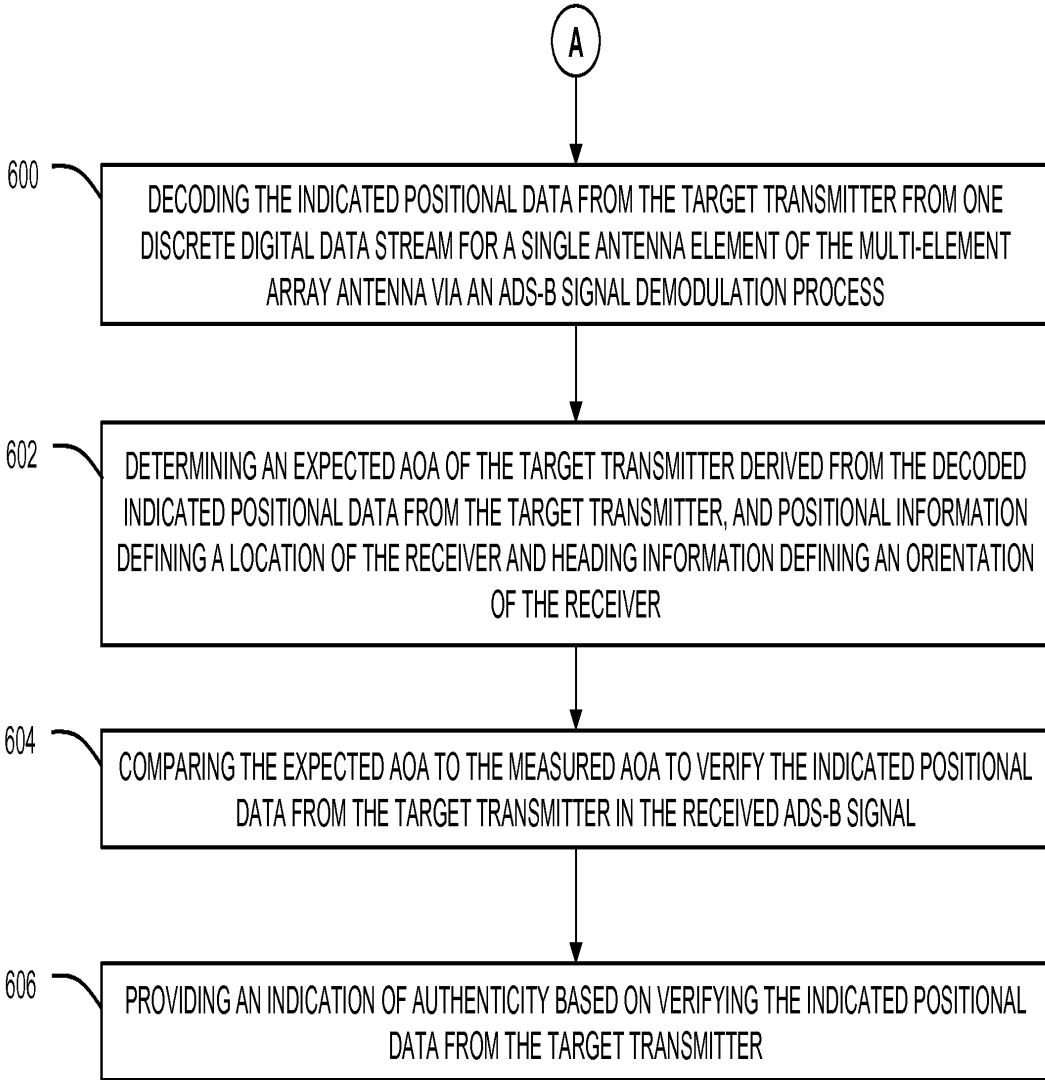 A
600
DECODING THE INDICATED POSITIONAL DATA FROM THE TARGET TRANSMITTER FROM ONE
DISCRETE DIGITAL DATA STREAM FOR A SINGLE ANTENNA ELEMENT OF THE MULTI-ELEMENT
ARRAY ANTENNA VIA AN ADS-B SIGNAL DEMODULATION PROCESS
602
DETERMINING AN EXPECTED AOA OF THE TARGET TRANSMITTER DERIVED FROM THE DECODED
INDICATED POSITIONAL DATA FROM THE TARGET TRANSMITTER, AND POSITIONAL INFORMATION
DEFINING A LOCATION OF THE RECEIVER AND HEADING INFORMATION DEFINING AN ORIENTATION
OF THE RECEIVER
604
COMPARING THE EXPECTED AOA TO THE MEASURED AOA TO VERIFY THE INDICATED POSITIONAL
DATA FROM THE TARGET TRANSMITTER IN THE RECEIVED ADS-B SIGNAL
606
PROVIDING AN INDICATION OF AUTHENTICITY BASED ON VERIFYING THE INDICATED POSITIONAL
DATA FROM THE TARGET TRANSMITTER